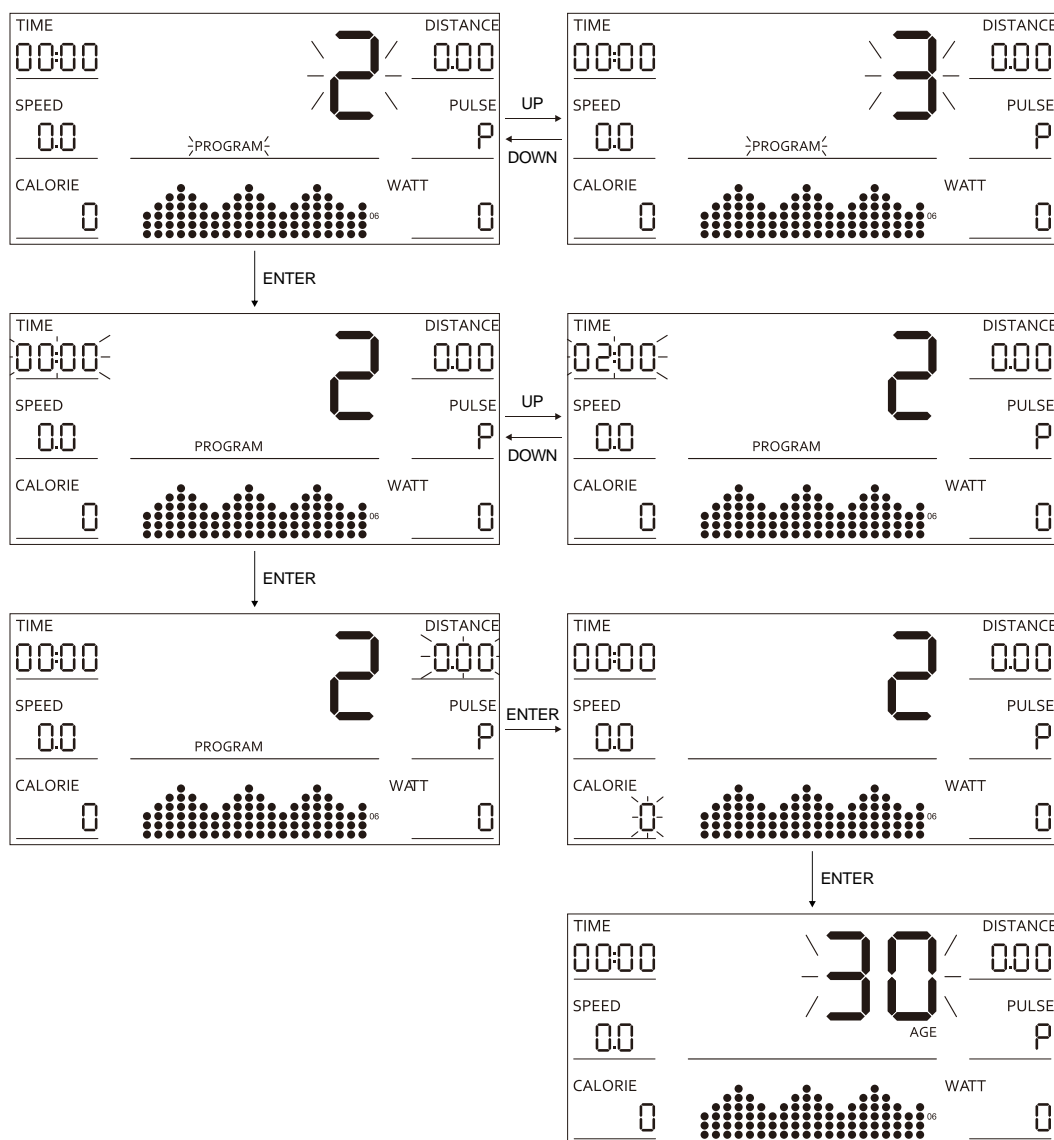 TIME
DISTANCE
00:00
2
0.00
SPEED
PULSE
0.0
P
PROGRAM
CALORIE
WATT
0
06
0
UP
DOWN
TIME
DISTANCE
00:00
3
0.00
SPEED
PULSE
0.0
P
PROGRAM
CALORIE
WATT
0
06
0
ENTER
TIME
DISTANCE
00:00
2
0.00
SPEED
PULSE
0.0
P
PROGRAM
CALORIE
WATT
0
06
0
UP
DOWN
TIME
DISTANCE
02:00
2
0.00
SPEED
PULSE
0.0
P
PROGRAM
CALORIE
WATT
0
06
0
ENTER
TIME
DISTANCE
00:00
2
0.00
SPEED
PULSE
0.0
P
PROGRAM
CALORIE
WATT
0
06
0
ENTER
TIME
DISTANCE
00:00
2
0.00
SPEED
PULSE
0.0
P
CALORIE
WATT
0
06
0
ENTER
TIME
DISTANCE
00:00
30
0.00
SPEED
PULSE
AGE
0.0
P
CALORIE
WATT
0
06
0